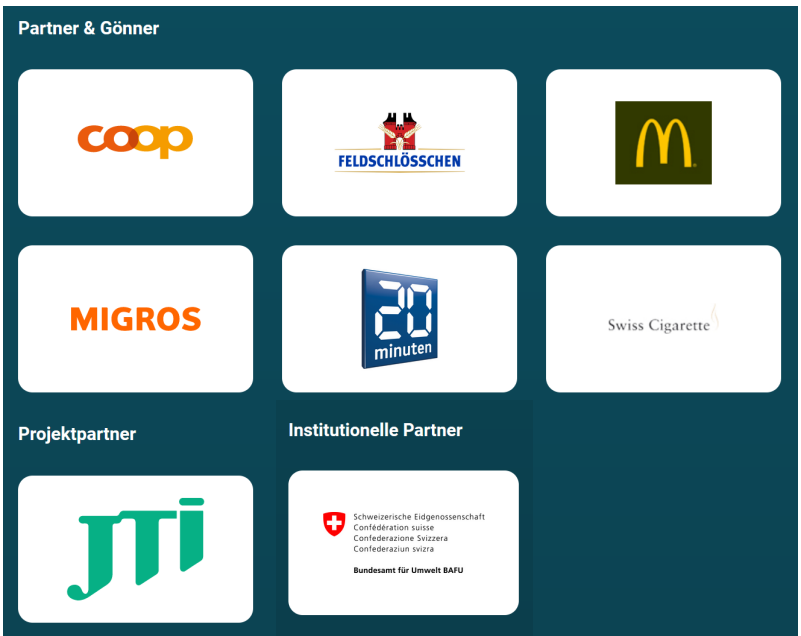 Partner & Gönner
coop
FELDSCHLÖSSCHEN
M
MIGROS
20
minuten
Swiss Cigarette
Projektpartner
Institutionelle Partner
JTi
Schweizerische Eidgenossenschaft
Confédération suisse
Confederazione Svizzera
Confederaziun svizra
Bundesamt für Umwelt BAFU